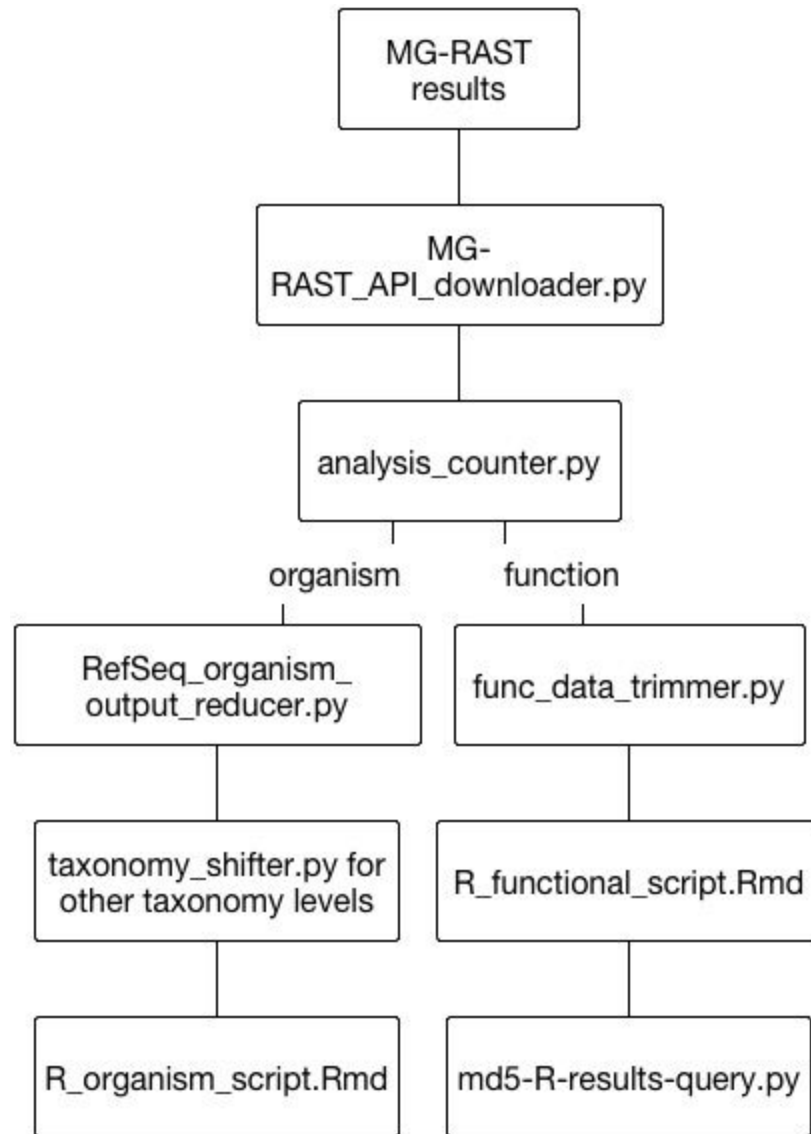 MG-RAST
results
MG-
RAST_API_downloader.py
analysis_counter.py
organism
function
RefSeq_organism_
output_reducer.py
func_data_trimmer.py
taxonomy_shifter.py for
other taxonomy levels
R_functional_script.Rmd
R_organism_script.Rmd
md5-R-results-query.py